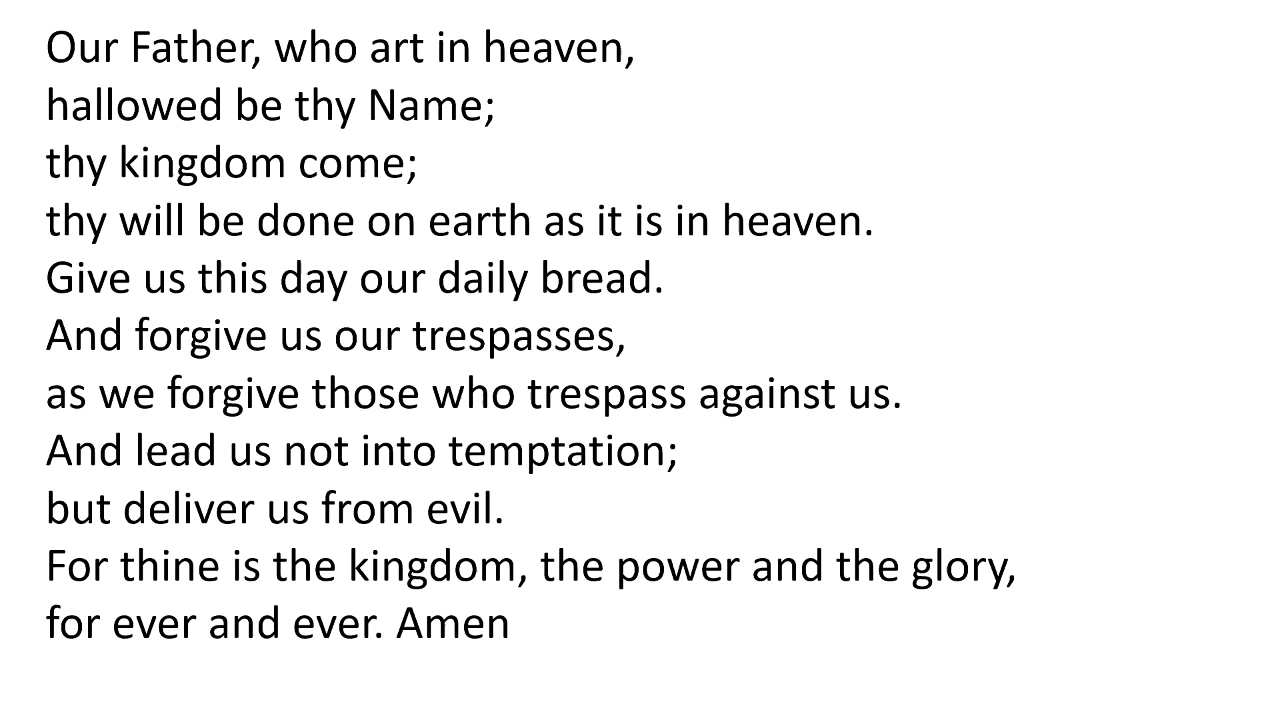 Our Father, who art in heaven,
hallowed be thy Name;
thy kingdom come;
thy will be done on earth as it is in heaven.
Give us this day our daily bread.
And forgive us our trespasses,
as we forgive those who trespass against us.
And lead us not into temptation;
but deliver us from evil.
For thine is the kingdom, the power and the glory,
for ever and ever. Amen